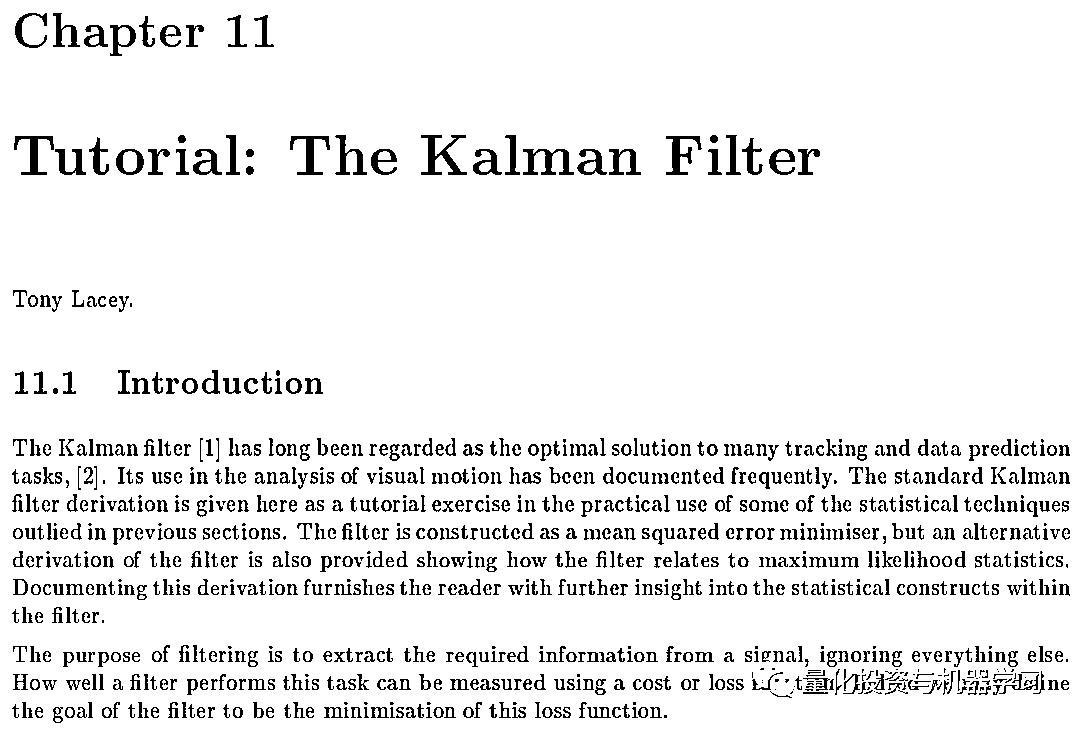 Chapter 11
Tutorial: The Kalman Filter
Tony Lacey.
11.1 Introduction
The Kalman filter [1] has long been regarded as the optimal solution to many tracking and data prediction
tasks, [2]. Its use in the analysis of visual motion has been documented frequently. The standard Kalman
filter derivation is given here as a tutorial exercise in the practical use of some of the statistical techniques
outlied in previous sections. The filter is constructed as a mean squared error minimiser, but an alternative
derivation of the filter is also provided showing how the filter relates to maximum likelihood statistics.
Documenting this derivation furnishes the reader with further insight into the statistical constructs within
the filter.
The purpose of filtering is to extract the required information from a signal, ignoring everything else.
How well a filter performs this task can be measured using a cost or loss
量化投资与机器学习
the goal of the filter to be the minimisation of this loss function.